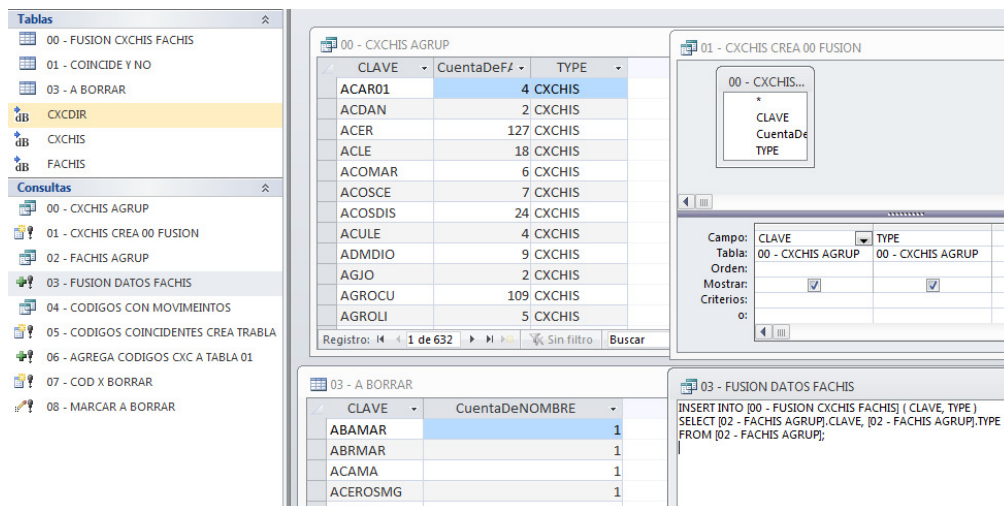 Tablas
00 - FUSION CXCHIS FACHIS
01 - COINCIDE Y NO
03 - A BORRAR
CXCDIR
CXCHIS
FACHIS
Consultas
00 - CXCHIS AGRUP
01 - CXCHIS CREA 00 FUSION
02 - FACHIS AGRUP
03 - FUSION DATOS FACHIS
04 - CODIGOS CON MOVIMEINTOS
05 - CODIGOS COINCIDENTES CREA TRABLA
06 - AGREGA CODIGOS CXC A TABLA 01
07 - COD X BORRAR
08 - MARCAR A BORRAR
00 - CXCHIS AGRUP
CLAVE CuentaDeFA TYPE
ACAR01 4 CXCHIS
ACDAN 2 CXCHIS
ACER 127 CXCHIS
ACLE 18 CXCHIS
ACOMAR 6 CXCHIS
ACOSCE 7 CXCHIS
ACOSDIS 24 CXCHIS
ACULE 4 CXCHIS
ADMDIO 9 CXCHIS
AGJO 2 CXCHIS
AGROCU 109 CXCHIS
AGROLI 5 CXCHIS
Registro: 1 de 632 Sin filtro Buscar
01 - CXCHIS CREA 00 FUSION
00 - CXCHIS...
*
CLAVE
CuentaDe
TYPE
Campo: CLAVE TYPE
Tabla: 00 - CXCHIS AGRUP 00 - CXCHIS AGRUP
Orden:
Mostrar:
Criterios:
o:
03 - A BORRAR
CLAVE CuentaDeNOMBRE
ABAMAR 1
ABRMAR 1
ACAMA 1
ACEROSMG 1
03 - FUSION DATOS FACHIS
INSERT INTO [00 - FUSION CXCHIS FACHIS] ( CLAVE, TYPE )
SELECT [02 - FACHIS AGRUP].CLAVE, [02 - FACHIS AGRUP].TYPE
FROM [02 - FACHIS AGRUP];